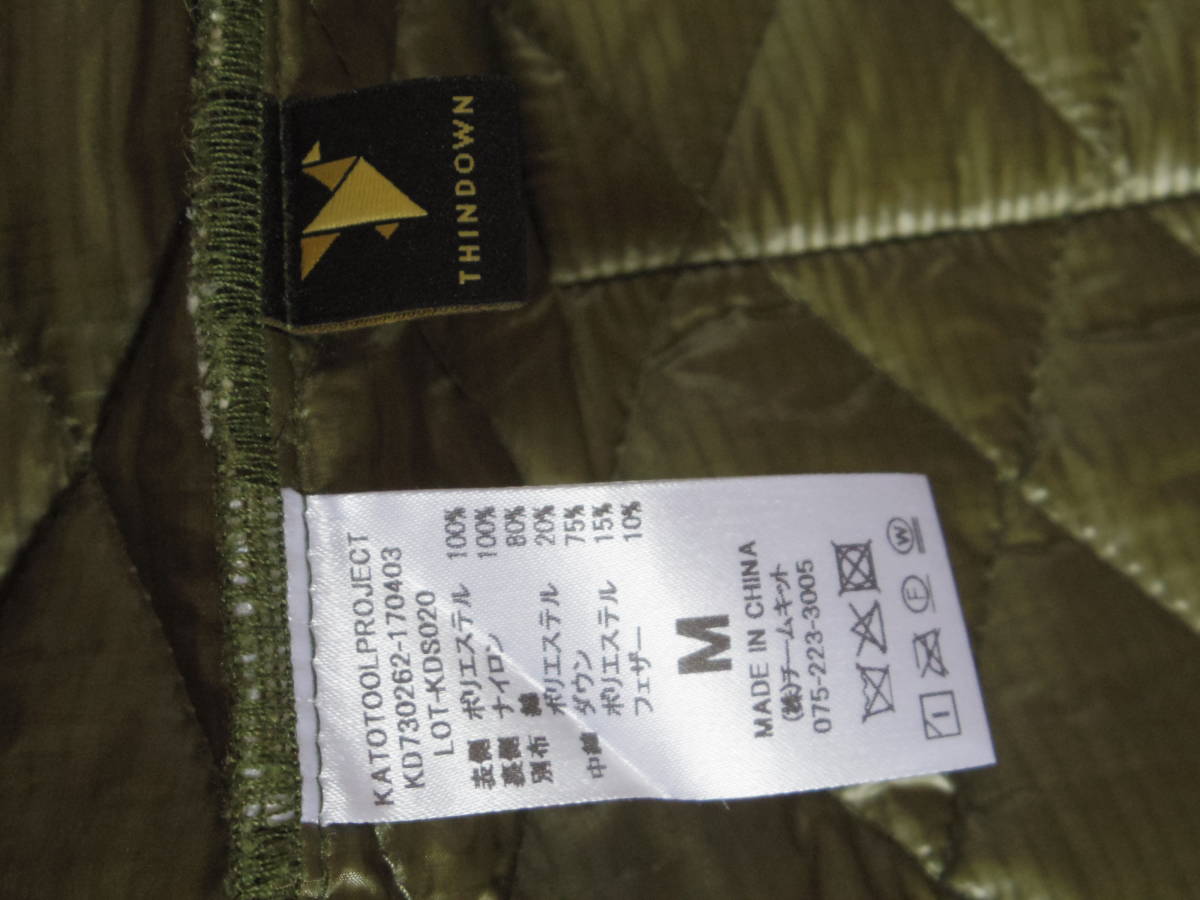 THINDOWN
KATOTOOLPROJECT
KD730262-170403
LOT-KDS020
表側 ポリエステル 100%
裏側 ナイロン 100%
別布 綿 80%
ポリエステル 20%
中綿 ダウン 75%
ポリエステル 15%
フェザー 10%
M
MADE IN CHINA
(株)チームキット
075-223-3005
F W